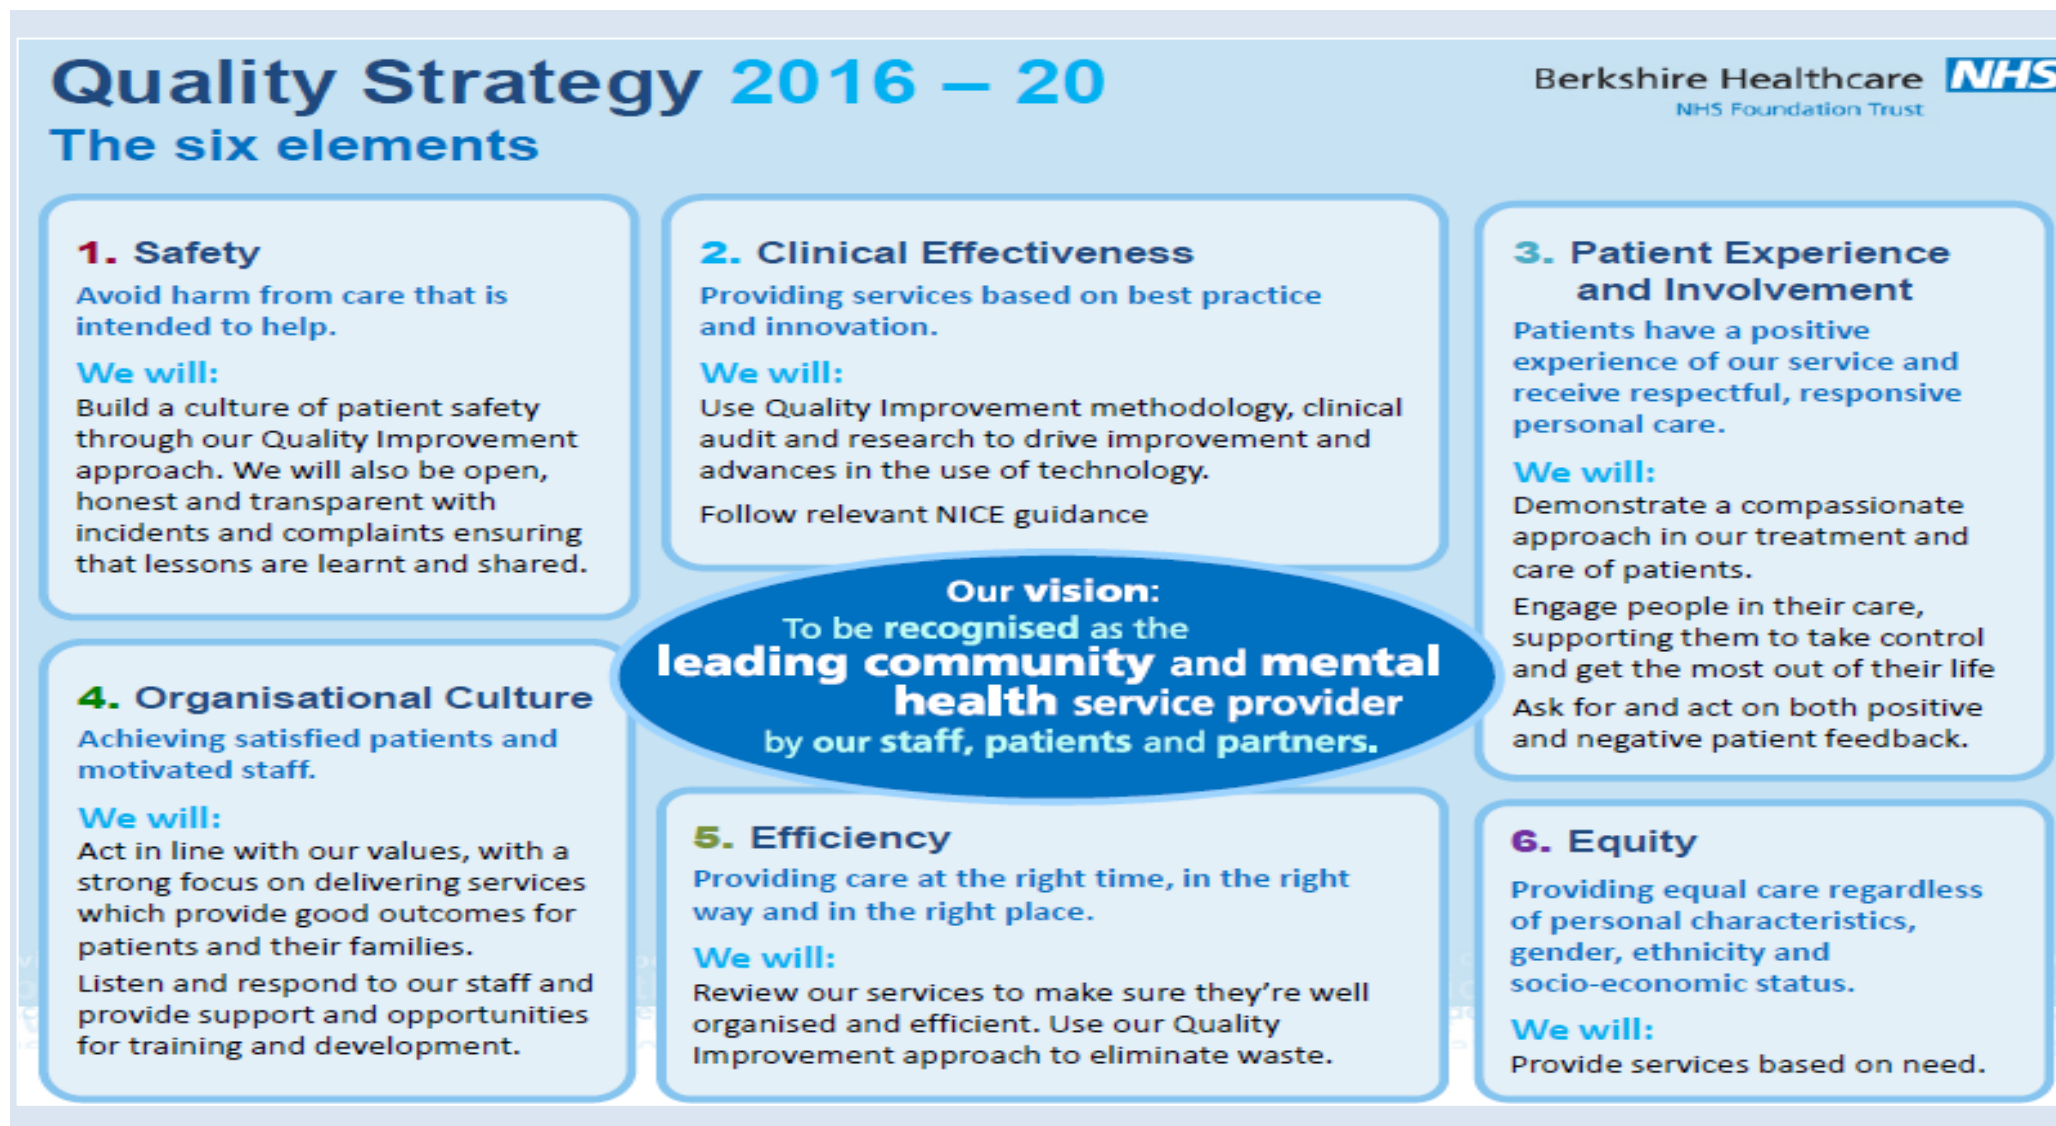 Quality Strategy 2016 – 20
The six elements
Berkshire Healthcare NHS
NHS Foundation Trust
1. Safety
Avoid harm from care that is
intended to help.
We will:
Build a culture of patient safety
through our Quality Improvement
approach. We will also be open,
honest and transparent with
incidents and complaints ensuring
that lessons are learnt and shared.
2. Clinical Effectiveness
Providing services based on best practice
and innovation.
We will:
Use Quality Improvement methodology, clinical
audit and research to drive improvement and
advances in the use of technology.
Follow relevant NICE guidance
3. Patient Experience
and Involvement
Patients have a positive
experience of our service and
receive respectful, responsive
personal care.
We will:
Demonstrate a compassionate
approach in our treatment and
care of patients.
Engage people in their care,
supporting them to take control
and get the most out of their life
Ask for and act on both positive
and negative patient feedback.
Our vision:
To be recognised as the
leading community and mental
health service provider
by our staff, patients and partners.
4. Organisational Culture
Achieving satisfied patients and
motivated staff.
We will:
Act in line with our values, with a
strong focus on delivering services
which provide good outcomes for
patients and their families.
Listen and respond to our staff and
provide support and opportunities
for training and development.
5. Efficiency
Providing care at the right time, in the right
way and in the right place.
We will:
Review our services to make sure they’re well
organised and efficient. Use our Quality
Improvement approach to eliminate waste.
6. Equity
Providing equal care regardless
of personal characteristics,
gender, ethnicity and
socio-economic status.
We will:
Provide services based on need.